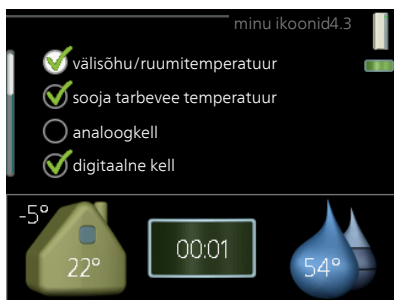 minu ikoonid4.3
välisõhu/ruumitemperatuur
sooja tarbevee temperatuur
analoogkell
digitaalne kell
-5°
22°
00:01
54°